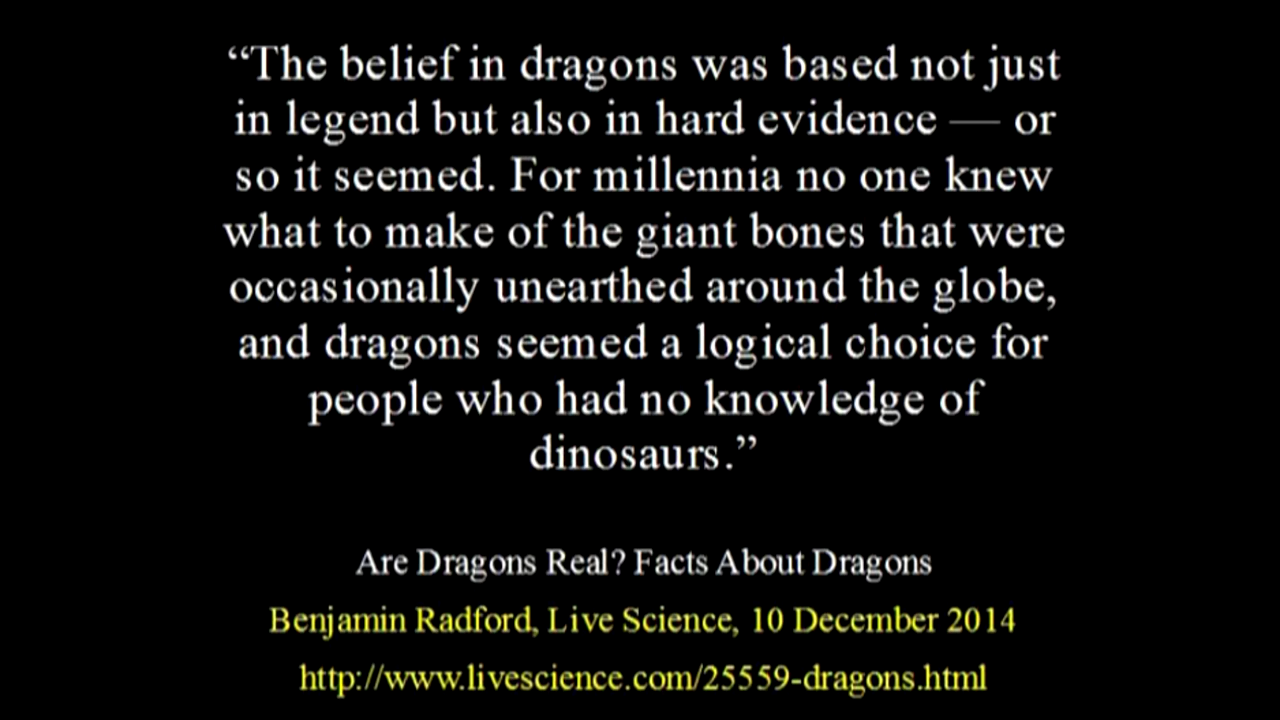 “The belief in dragons was based not just
in legend but also in hard evidence — or
so it seemed. For millennia no one knew
what to make of the giant bones that were
occasionally unearthed around the globe,
and dragons seemed a logical choice for
people who had no knowledge of
dinosaurs.”
Are Dragons Real? Facts About Dragons
Benjamin Radford, Live Science, 10 December 2014
http://www.livescience.com/25559-dragons.html